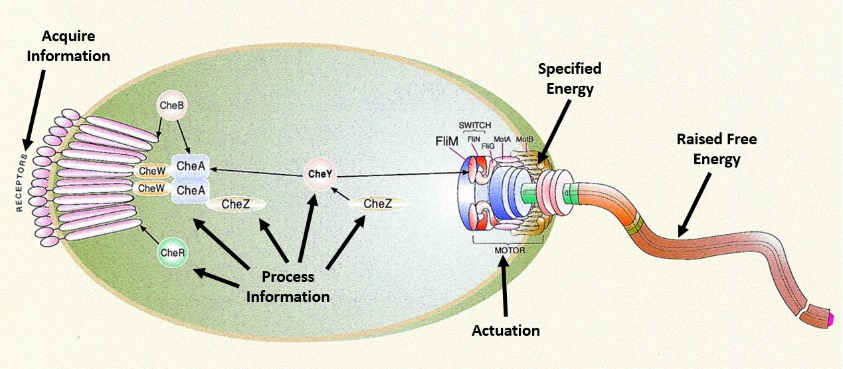 Acquire
Information
Specified
Energy
Raised Free
Energy
RECEPTORS
CheB
CheW
CheA
CheW
CheA
CheZ
CheR
CheY
CheZ
SWITCH
FliM
FliN
FliG
MotA
MotB
MOTOR
Process
Information
Actuation